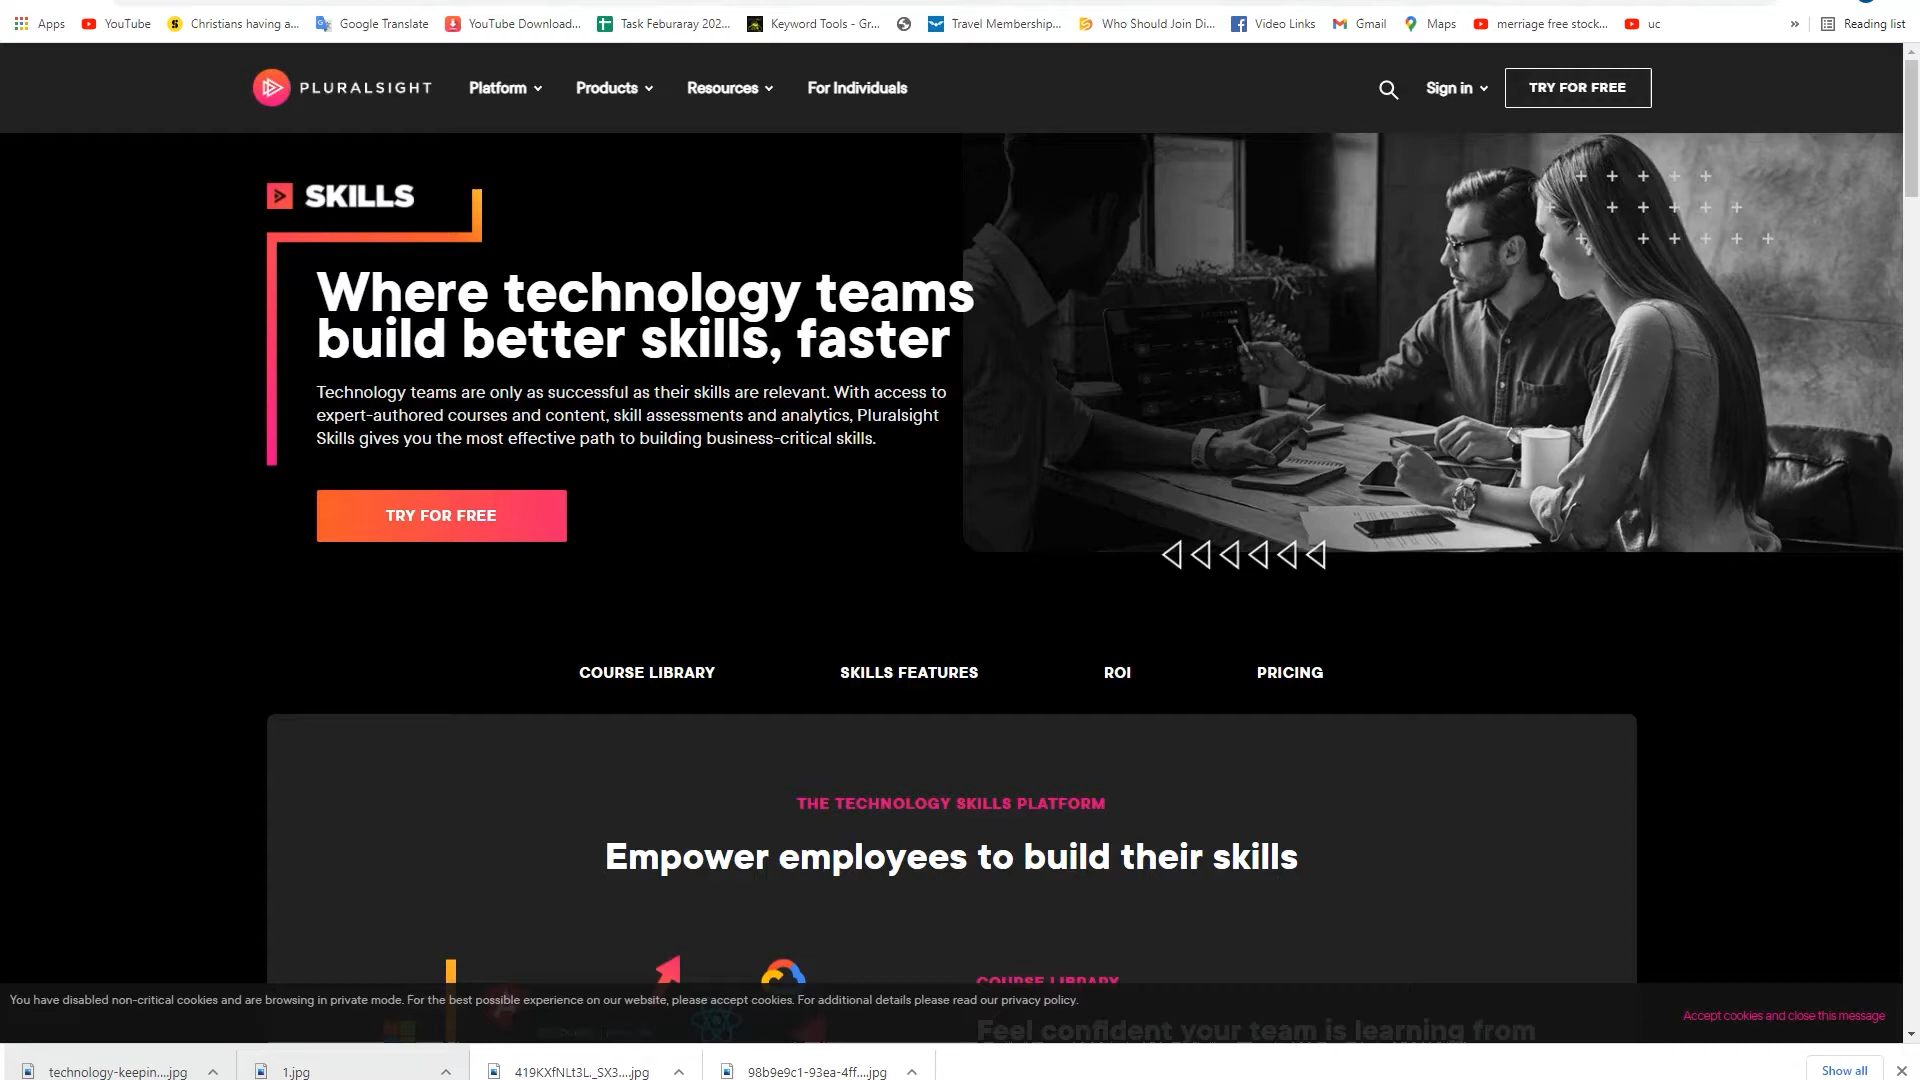 Apps YouTube Christians having a... Google Translate YouTube Download... Task Feburaray 202... Keyword Tools - Gr... Travel Membership... Who Should Join Di... Video Links Gmail Maps merriage free stock... uc » Reading list
PLURALSIGHT Platform Products Resources For Individuals Sign in TRY FOR FREE
SKILLS
Where technology teams
build better skills, faster
Technology teams are only as successful as their skills are relevant. With access to
expert-authored courses and content, skill assessments and analytics, Pluralsight
Skills gives you the most effective path to building business-critical skills.
TRY FOR FREE
COURSE LIBRARY SKILLS FEATURES ROI PRICING
THE TECHNOLOGY SKILLS PLATFORM
Empower employees to build their skills
COURSE LIBRARY
You have disabled non-critical cookies and are browsing in private mode. For the best possible experience on our website, please accept cookies. For additional details please read our privacy policy.
Accept cookies and close this message
Feel confident your team is learning from
technology-keepin....jpg 1.jpg 419KXfNLt3L._SX3....jpg 98b9e9c1-93ea-4ff....jpg Show all